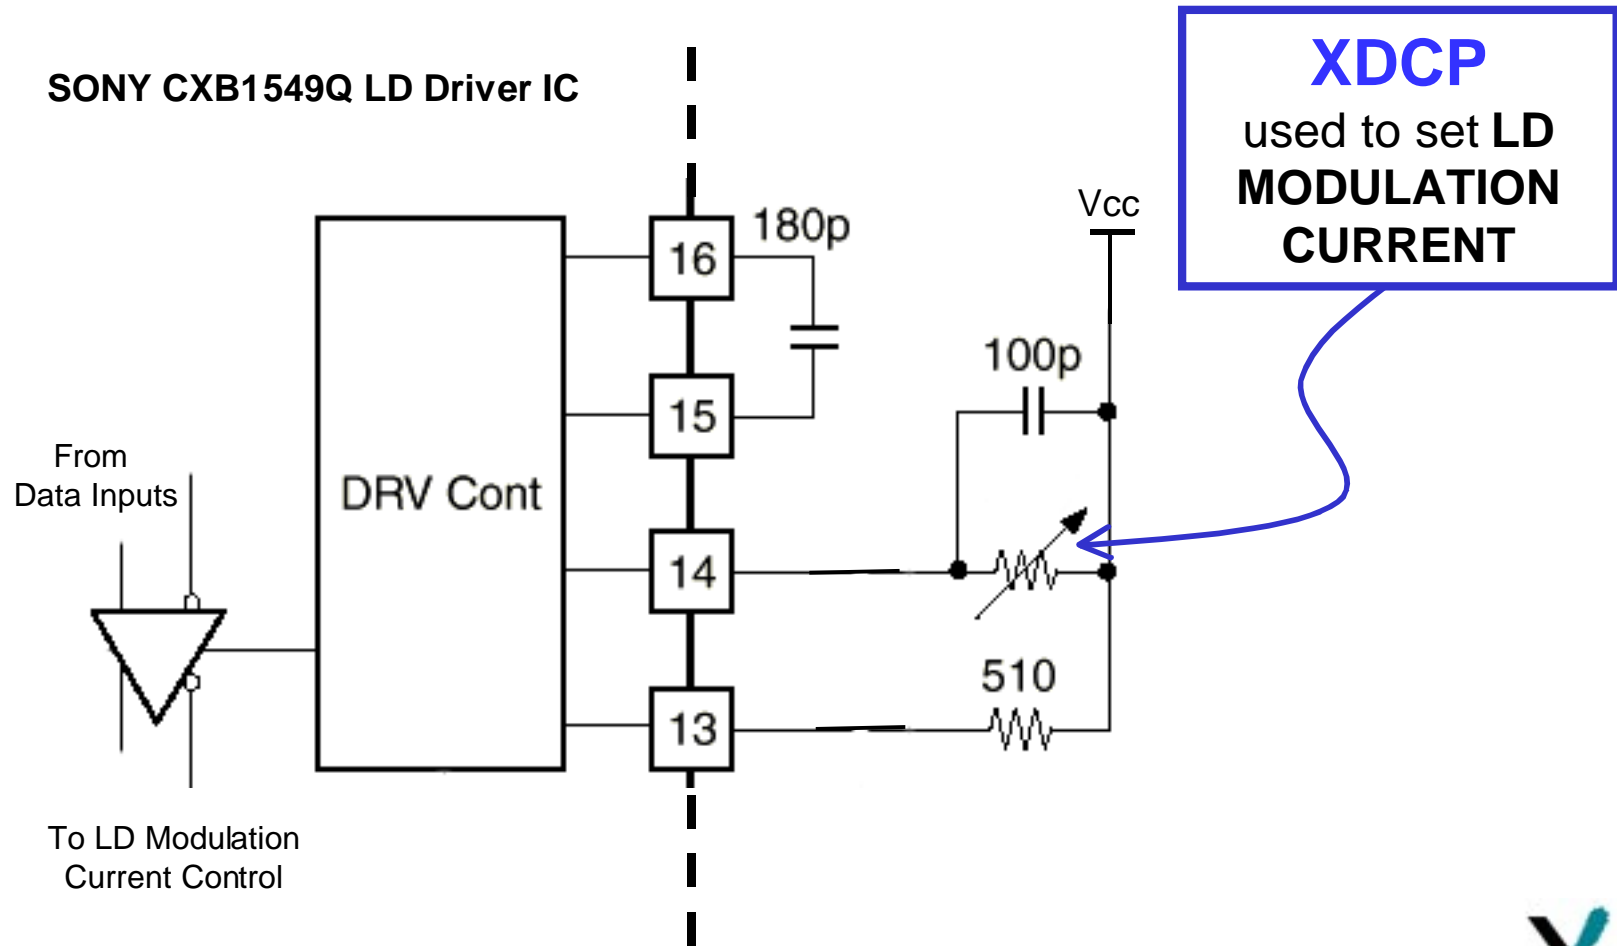 SONY CXB1549Q LD Driver IC
XDCP
used to set LD
MODULATION
CURRENT
Vcc
180p
16
100p
15
From
Data Inputs
DRV Cont
14
510
13
To LD Modulation
Current Control